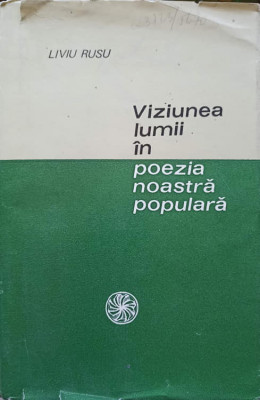 LIVIU RUSU
Viziunea
lumii
în
poezia
noastră
populară